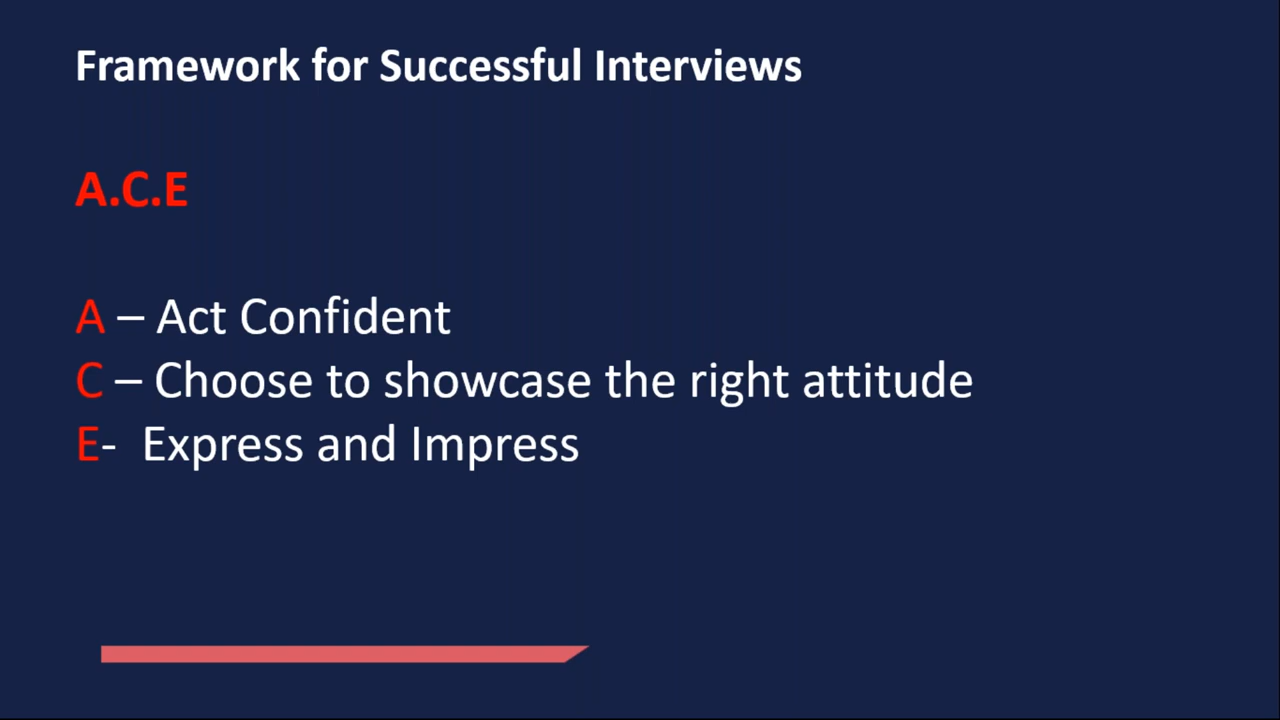 Framework for Successful Interviews
A.C.E
A – Act Confident
C – Choose to showcase the right attitude
E-  Express and Impress